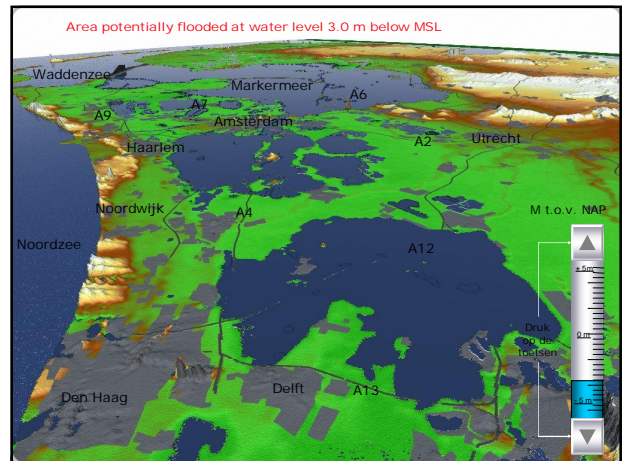 Area potentially flooded at water level 3.0 m below MSL
Waddenzee
Markermeer
A7
A6
A9
Amsterdam
Haarlem
A2
Utrecht
Noordwijk
A4
M t.o.v. NAP
Noordzee
A12
+ 5m
0 m
Druk
op de
toetsen
- 5 m
Den Haag
Delft
A13